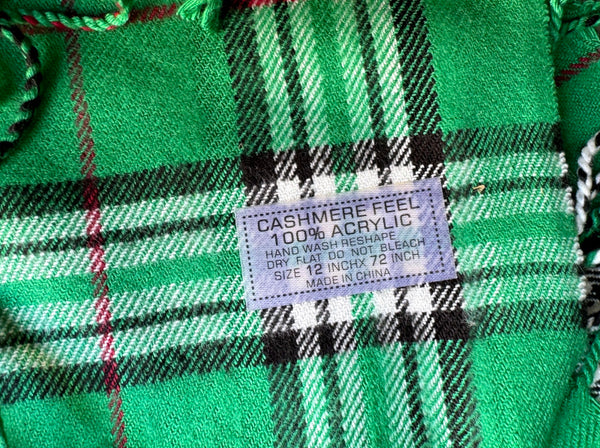 CASHMERE FEEL
100% ACRYLIC
HAND WASH RESHAPE
DRY FLAT DO NOT BLEACH
SIZE 12 INCHX 72 INCH
MADE IN CHINA